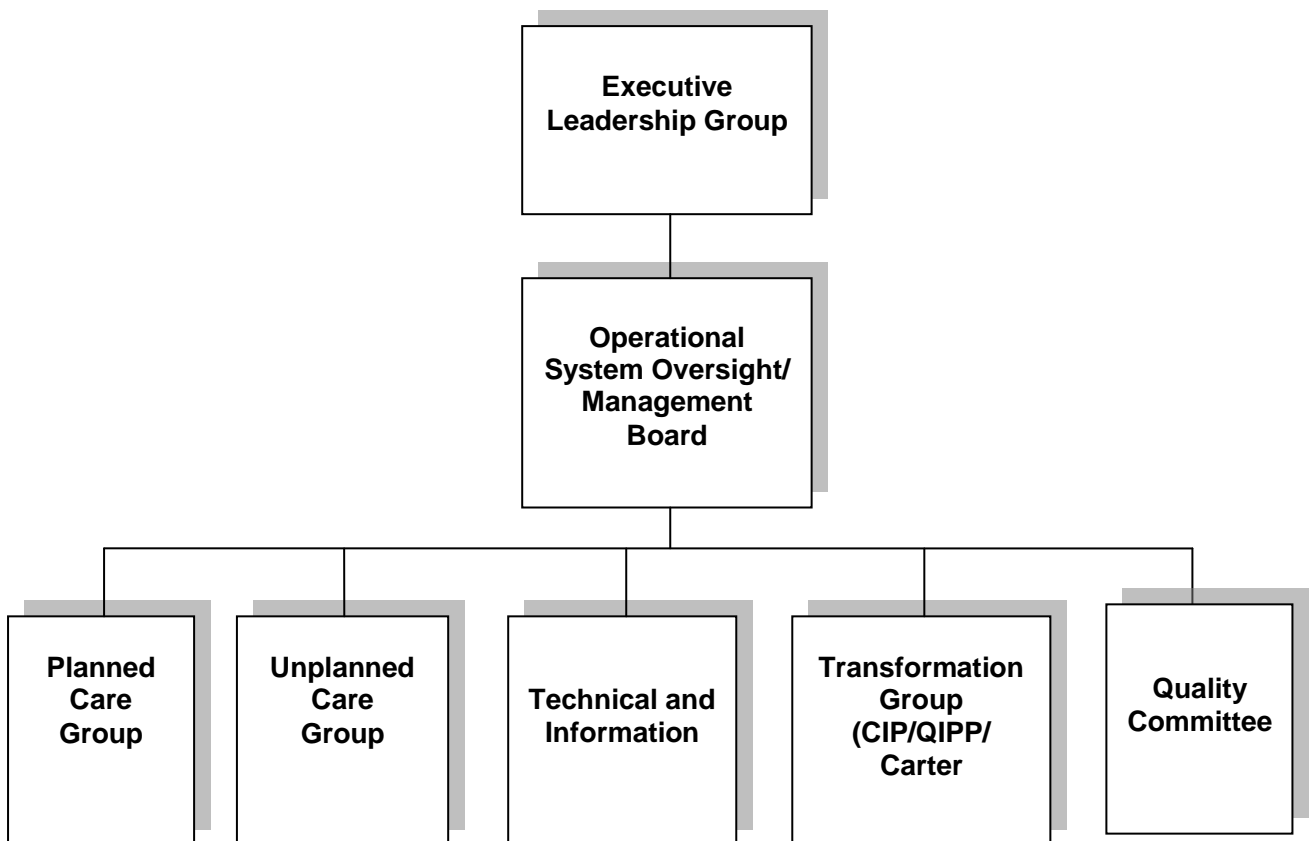 Executive
Leadership Group
Operational
System Oversight/
Management
Board
Planned
Care
Group
Unplanned
Care
Group
Technical and
Information
Transformation
Group
(CIP/QIPP/
Carter
Quality
Committee